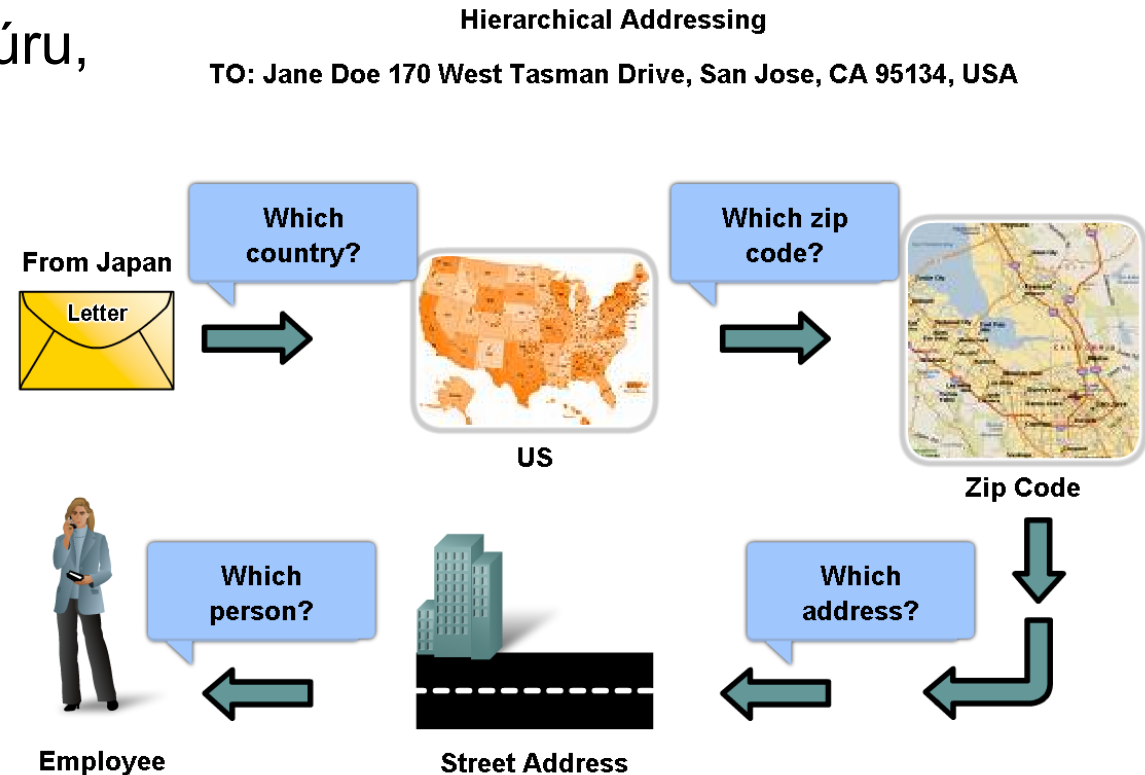 úru,
Hierarchical Addressing
TO: Jane Doe 170 West Tasman Drive, San Jose, CA 95134, USA
Which
country?
Which zip
code?
From Japan
Letter
US
Zip Code
Which
person?
Which
address?
Employee
Street Address